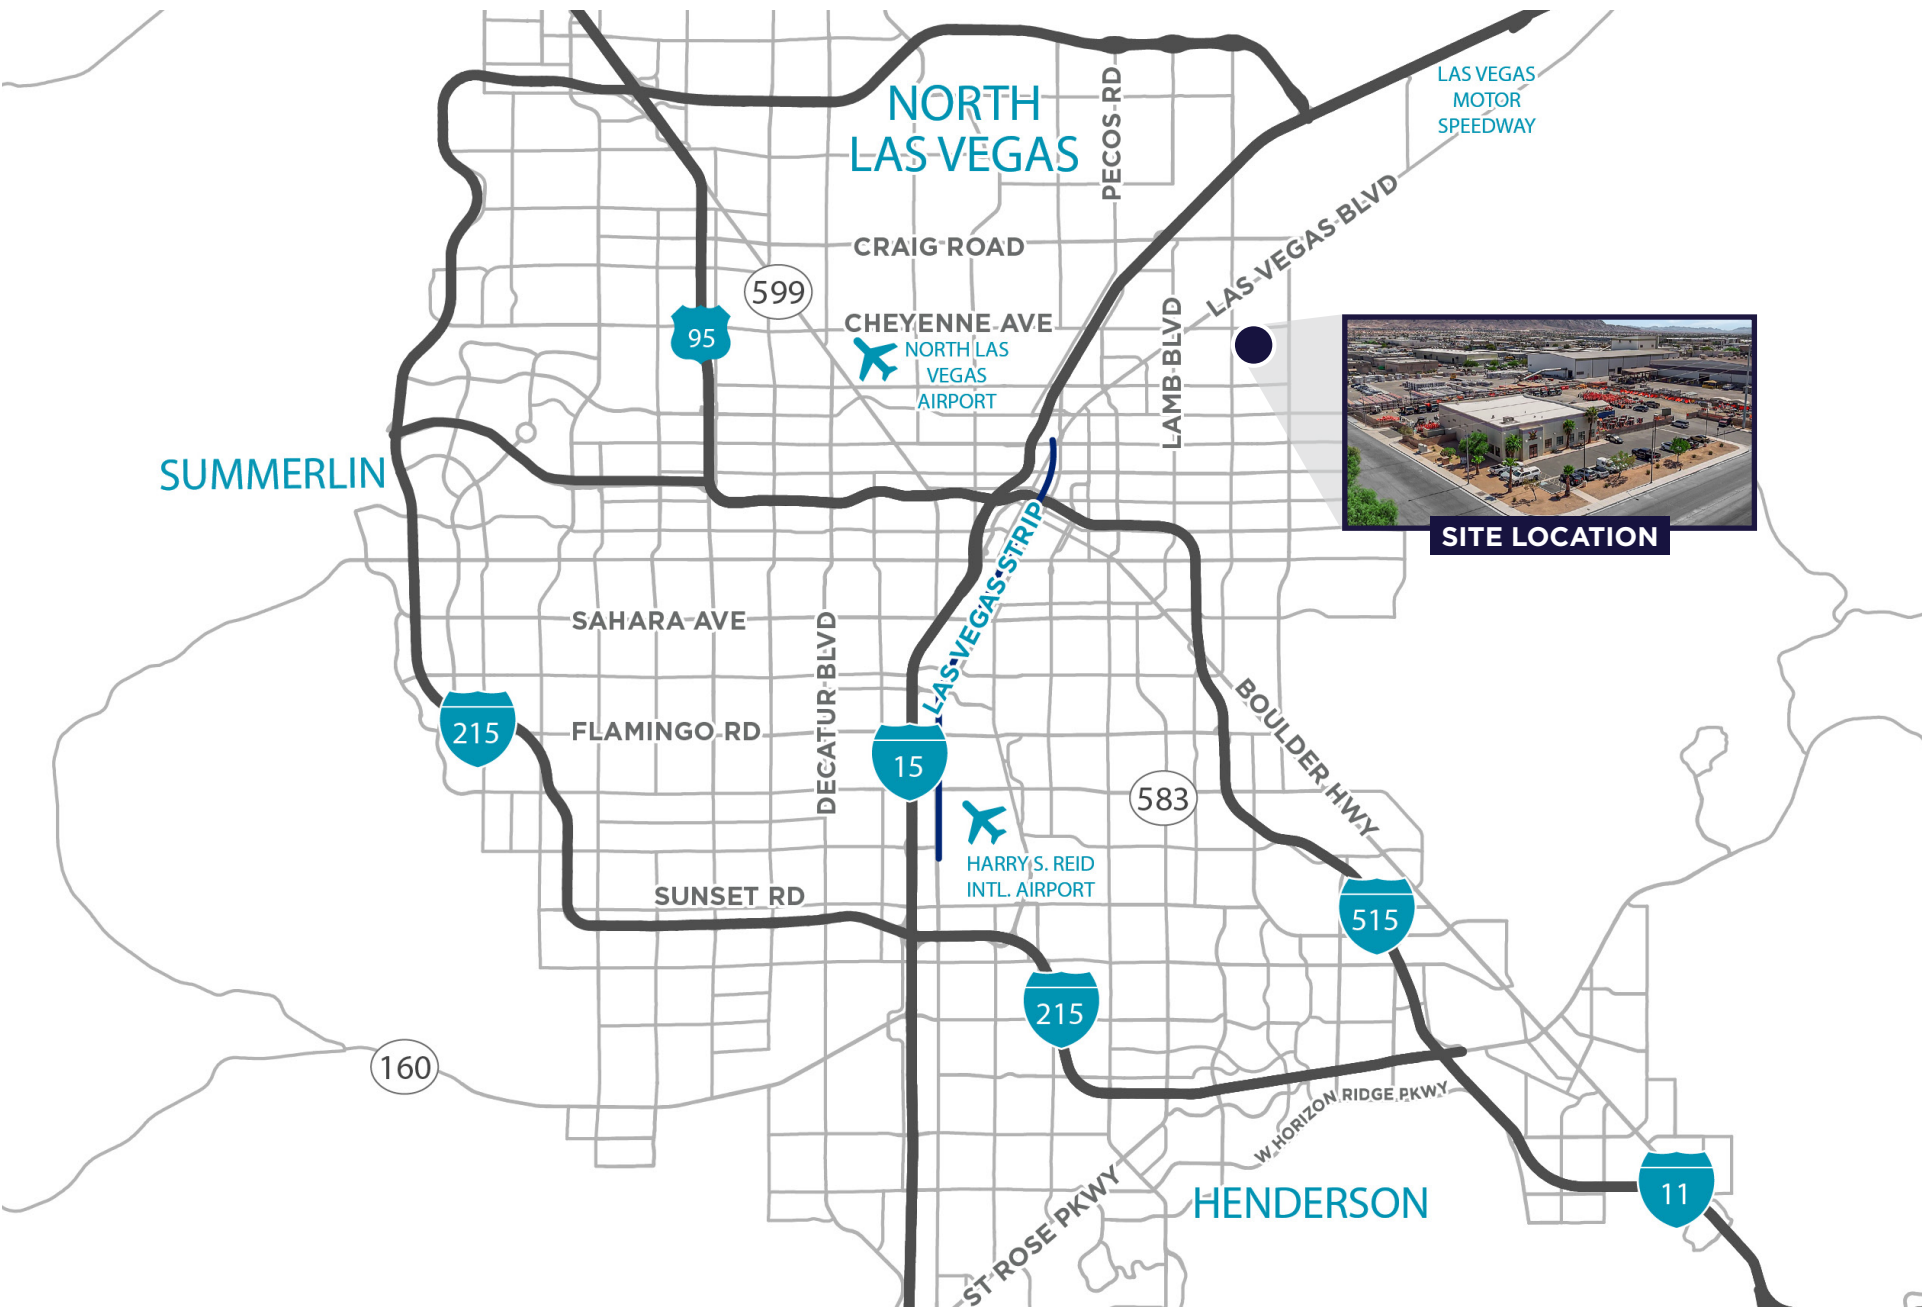 LAS VEGAS
MOTOR
SPEEDWAY
NORTH
LAS VEGAS
PECOS RD
LAS VEGAS BLVD
CRAIG ROAD
599
CHEYENNE AVE
95
NORTH LAS
VEGAS
AIRPORT
LAMB BLVD
SUMMERLIN
SITE LOCATION
LAS VEGAS STRIP
SAHARA AVE
DECATUR BLVD
BOULDER HWY
215
FLAMINGO RD
15
583
HARRY S. REID
INTL. AIRPORT
SUNSET RD
515
215
160
W HORIZON RIDGE PKWY
ST ROSE PKWY
HENDERSON
11